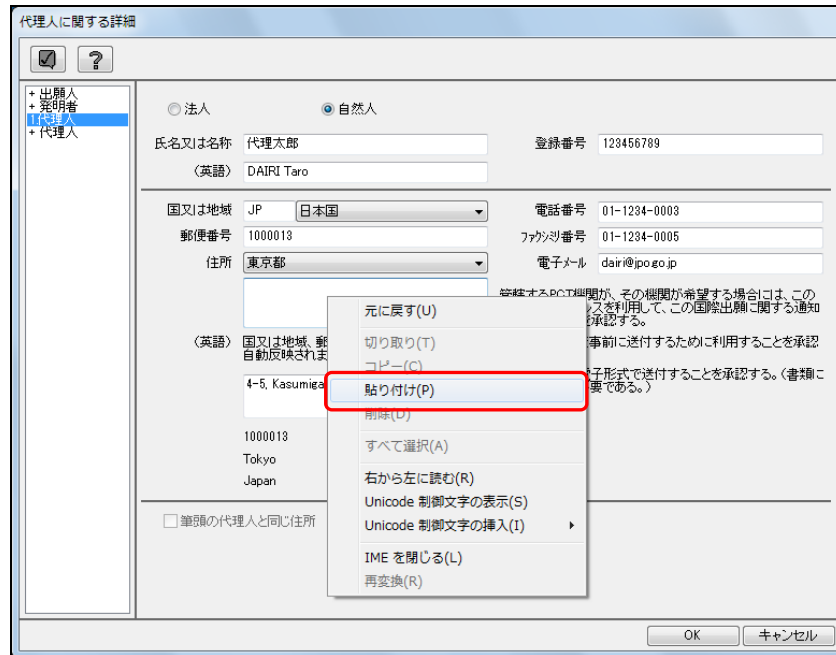 代理人に関する詳細
+ 出願人
+ 発明者
1代理人
+ 代理人
法人
自然人
氏名又は名称
代理太郎
登録番号
123456789
(英語)
DAIRI Taro
国又は地域
JP
日本国
電話番号
01-1234-0003
郵便番号
1000013
ファクシミリ番号
01-1234-0005
住所
東京都
電子メール
dairi@jpo.go.jp
管轄するPCT機関が、その機関が希望する場合には、この
スを利用して、この国際出願に関する通知
承認する。
(英語)
国又は地域、郵
自動反映されま
事前に送付するために利用することを承認
子形式で送付することを承認する。(書類に
要である。)
4-5, Kasumiga
1000013
Tokyo
Japan
筆頭の代理人と同じ住所
元に戻す(U)
切り取り(T)
コピー(C)
貼り付け(P)
削除(D)
すべて選択(A)
右から左に読む(R)
Unicode 制御文字の表示(S)
Unicode 制御文字の挿入(I)
IME を閉じる(L)
再変換(R)
OK
キャンセル